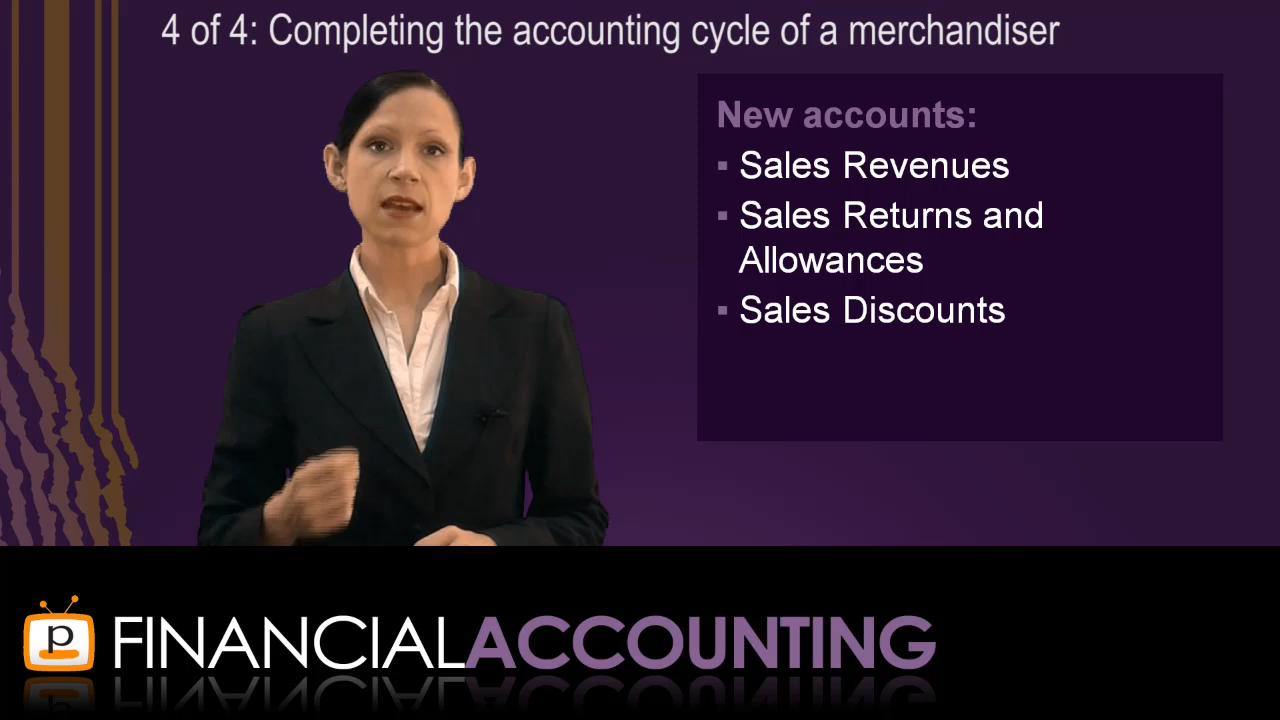 4 of 4: Completing the accounting cycle of a merchandiser
New accounts:
▪ Sales Revenues
▪ Sales Returns and
Allowances
▪ Sales Discounts
p FINANCIALACCOUNTING